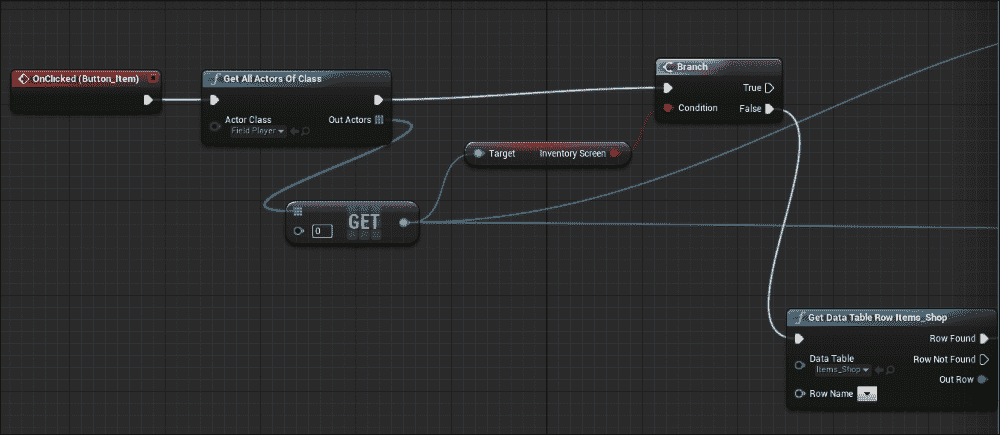 OnClicked (Button_Item)
Get All Actors Of Class
Actor Class
Field Player
Out Actors
Branch
True
Condition
False
Target
Inventory Screen
0
GET
Get Data Table Row Items_Shop
Row Found
Data Table
Items_Shop
Row Not Found
Out Row
Row Name